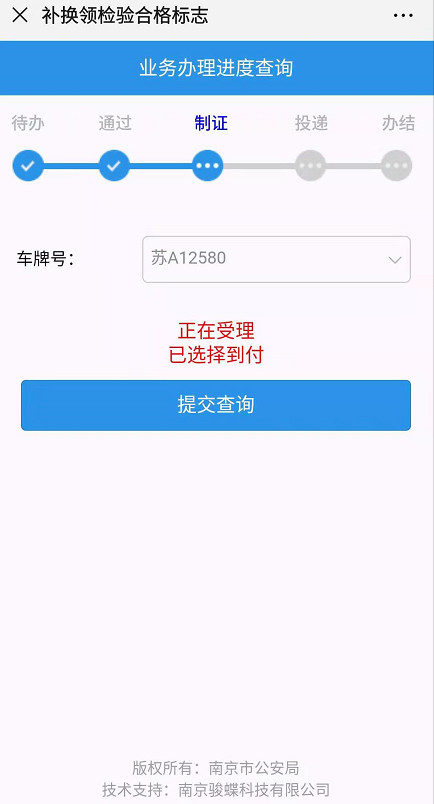 补换领检验合格标志
业务办理进度查询
待办 通过 制证 投递 办结
车牌号： 苏A12580
正在受理
已选择到付
提交查询
版权所有：南京市公安局
技术支持：南京骏蝶科技有限公司